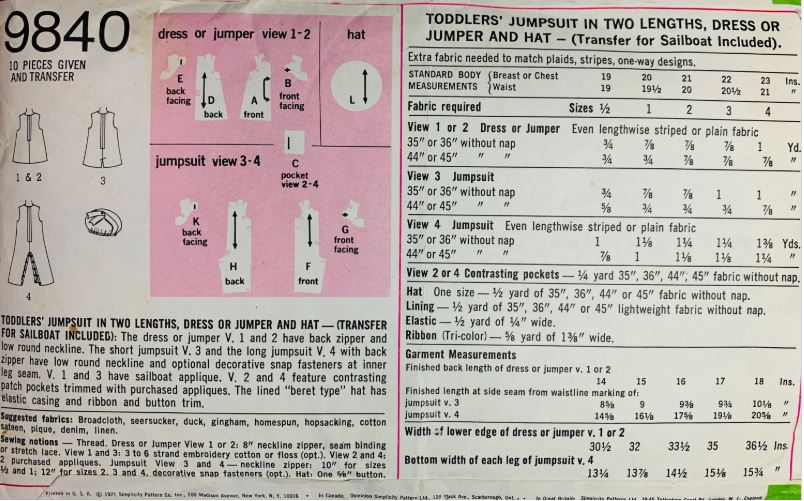 9840
10 PIECES GIVEN
AND TRANSFER
1 & 2
3
4
dress or jumper view 1-2
hat
E
back
facing
D
back
A
front
B
front
facing
L
C
pocket
view 2-4
jumpsuit view 3-4
K
back
facing
H
back
F
front
G
front
facing
TODDLERS' JUMPSUIT IN TWO LENGTHS, DRESS OR JUMPER AND HAT — (TRANSFER
FOR SAILBOAT INCLUDED): The dress or jumper V. 1 and 2 have back zipper and
low round neckline. The short jumpsuit V. 3 and the long jumpsuit V. 4 with back
zipper have low round neckline and optional decorative snap fasteners at inner
leg seam. V. 1 and 3 have sailboat applique. V. 2 and 4 feature contrasting
patch pockets trimmed with purchased appliques. The lined "beret type" hat has
elastic casing and ribbon and button trim.
Suggested fabrics: Broadcloth, seersucker, duck, gingham, homespun, hopsacking, cotton
sateen, pique, denim, linen.
Sewing notions — Thread, Dress or Jumper View 1 or 2: 8" neckline zipper, seam binding
or stretch lace. View 1 and 3: 3 to 6 strand embroidery cotton or floss (opt.). View 2 and 4:
2 purchased appliques. Jumpsuit View 3 and 4 — neckline zipper: 10" for sizes
½ and 1; 12" for sizes 2, 3 and 4, decorative snap fasteners (opt.). Hat: One ⅝" button.
TODDLERS' JUMPSUIT IN TWO LENGTHS, DRESS OR
JUMPER AND HAT — (Transfer for Sailboat Included).
Extra fabric needed to match plaids, stripes, one-way designs.
STANDARD BODY { Breast or Chest 19 20 21 22 23 Ins.
MEASUREMENTS { Waist 19 19½ 20 20½ 21 "
Fabric required Sizes ½ 1 2 3 4
View 1 or 2 Dress or Jumper Even lengthwise striped or plain fabric
35" or 36" without nap ¾ ⅞ ⅞ ⅞ 1 Yd.
44" or 45" " " ¾ ¾ ⅞ ⅞ ⅞ "
View 3 Jumpsuit
35" or 36" without nap ¾ ⅞ ⅞ 1 1 "
44" or 45" " " ⅝ ¾ ¾ ¾ ⅞ "
View 4 Jumpsuit Even lengthwise striped or plain fabric
35" or 36" without nap 1 1⅛ 1¼ 1¼ 1⅜ Yds.
44" or 45" " " ⅞ 1 1⅛ 1⅛ 1¼ "
View 2 or 4 Contrasting pockets — ¼ yard 35", 36", 44", 45" fabric without nap.
Hat One size — ½ yard of 35", 36", 44" or 45" fabric without nap.
Lining — ½ yard of 35", 36", 44" or 45" lightweight fabric without nap.
Elastic — ½ yard of ¼" wide.
Ribbon (Tri-color) — ⅝ yard of 1⅜" wide.
Garment Measurements
Finished back length of dress or jumper v. 1 or 2
14 15 16 17 18 Ins.
Finished length at side seam from waistline marking of:
jumpsuit v. 3 8⅝ 9 9⅜ 9¾ 10⅛ "
jumpsuit v. 4 14⅝ 16⅛ 17⅝ 19⅛ 20⅝ "
Width of lower edge of dress or jumper v. 1 or 2
30½ 32 33½ 35 36½ Ins.
Bottom width of each leg of jumpsuit v. 4
13¼ 13⅞ 14½ 15⅛ 15¾ "
Printed in U. S. A. © 1971 Simplicity Pattern Co. Inc., 200 Madison Avenue, New York, N. Y. 10016 • In Canada: Dominion Simplicity Pattern Ltd.